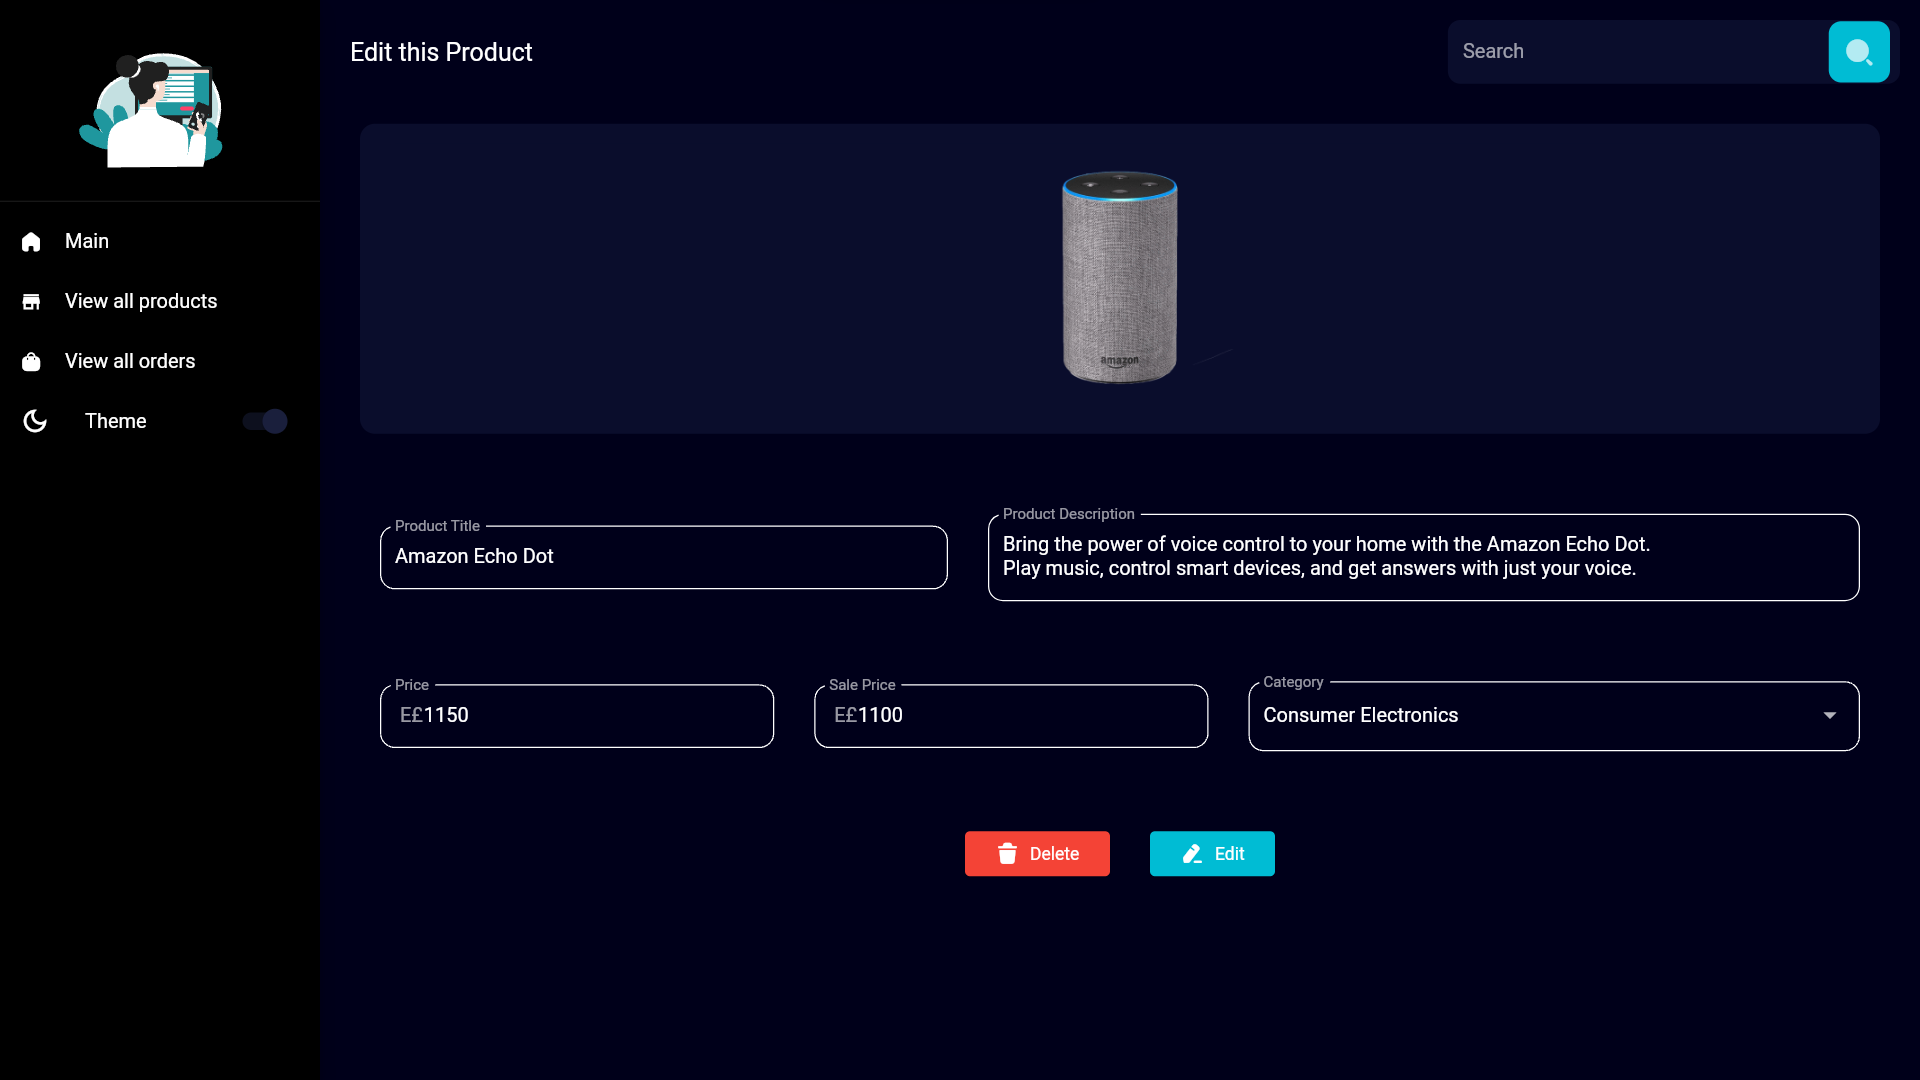 Edit this Product
Search
Main
View all products
View all orders
Theme
amazon
Product Title
Amazon Echo Dot
Product Description
Bring the power of voice control to your home with the Amazon Echo Dot.
Play music, control smart devices, and get answers with just your voice.
Price
E£1150
Sale Price
E£1100
Category
Consumer Electronics
Delete
Edit